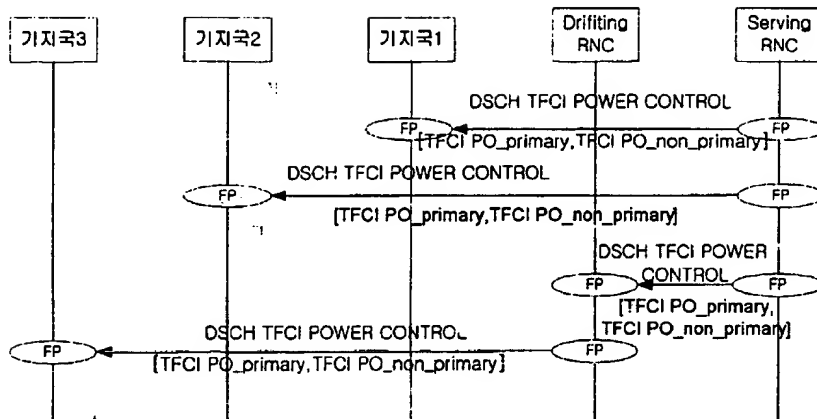 기지국3
기지국2
기지국1
Drifiting
RNC
Serving
RNC
DSCH TFCI POWER CONTROL
FP
FP
[TFCI PO_primary,TFCI PO_non_primary]
DSCH TFCI POWER CONTROL
FP
FP
[TFCI PO_primary,TFCI PO_non_primary]
DSCH TFCI POWER
CONTROL
FP
FP
[TFCI PO_primary,
TFCI PO_non_primary]
DSCH TFCI POWER CONTROL
FP
FP
[TFCI PO_primary,TFCI PO_non_primary]